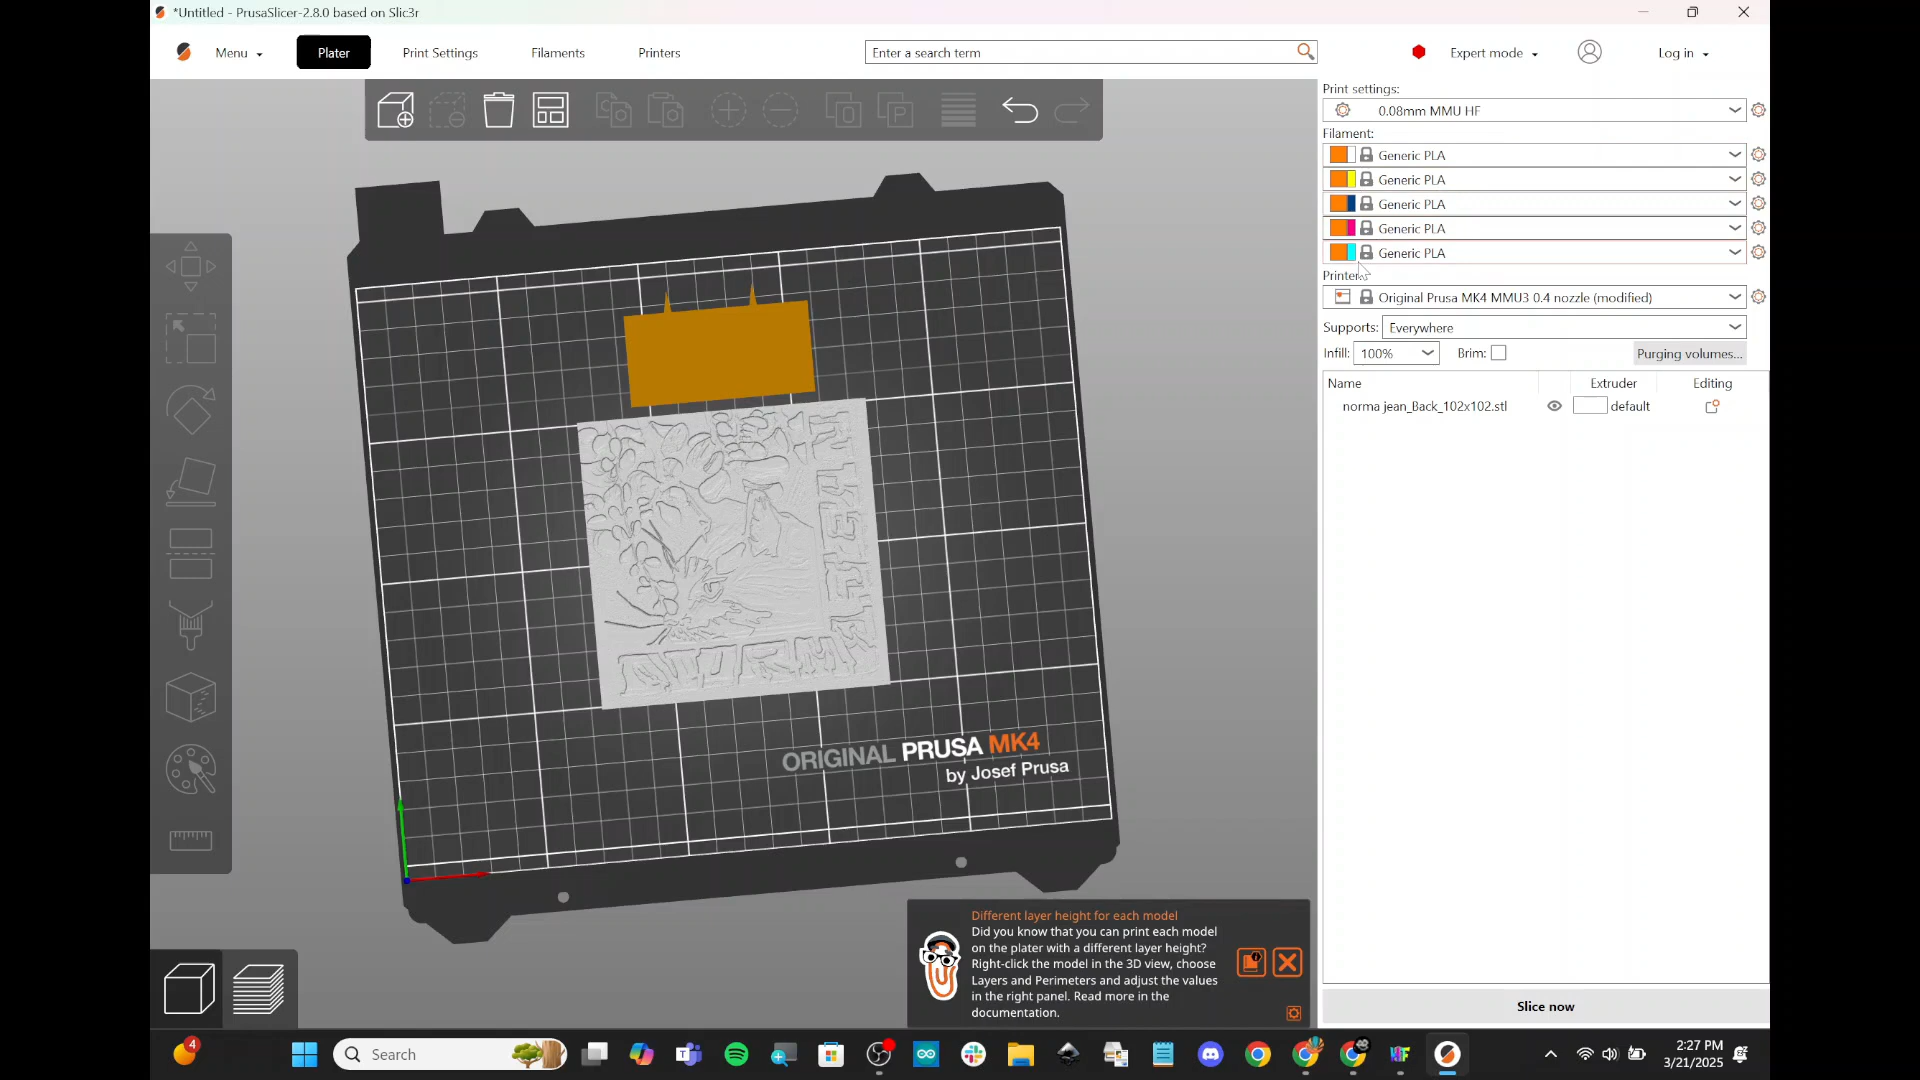 *Untitled - PrusaSlicer-2.8.0 based on Slic3r
Menu
Plater
Print Settings
Filaments
Printers
Enter a search term
Expert mode
Log in
Print settings:
0.08mm MMU HF
Filament:
Generic PLA
Generic PLA
Generic PLA
Generic PLA
Generic PLA
Printer:
Original Prusa MK4 MMU3 0.4 nozzle (modified)
Supports: Everywhere
Infill: 100% Brim: Purging volumes...
Name Extruder Editing
norma jean_Back_102x102.stl default
ORIGINAL PRUSA MK4
by Josef Prusa
Different layer height for each model
Did you know that you can print each model
on the plater with a different layer height?
Right-click the model in the 3D view, choose
Layers and Perimeters and adjust the values
in the right panel. Read more in the
documentation.
Slice now
4
Search
2:27 PM
3/21/2025